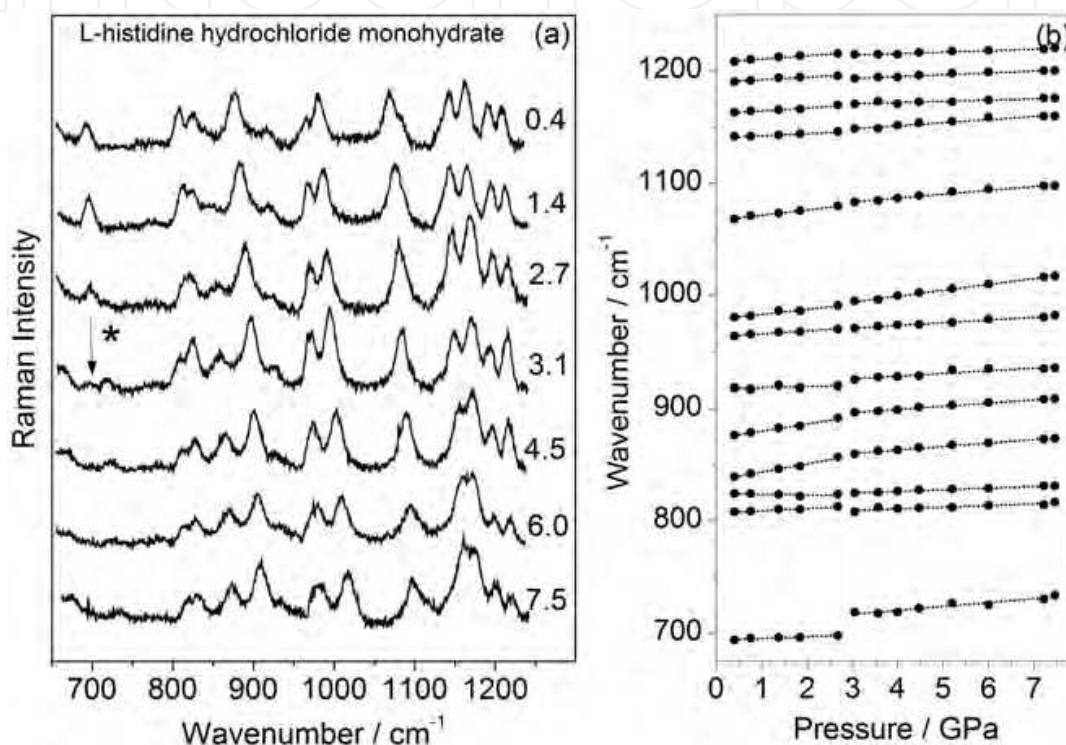 L-histidine hydrochloride monohydrate (a)
0.4
1.4
2.7
*
3.1
4.5
6.0
7.5
Raman Intensity
700 800 900 1000 1100 1200
Wavenumber / cm-1
(b)
1200
1100
1000
900
800
700
Wavenumber / cm-1
0 1 2 3 4 5 6 7
Pressure / GPa